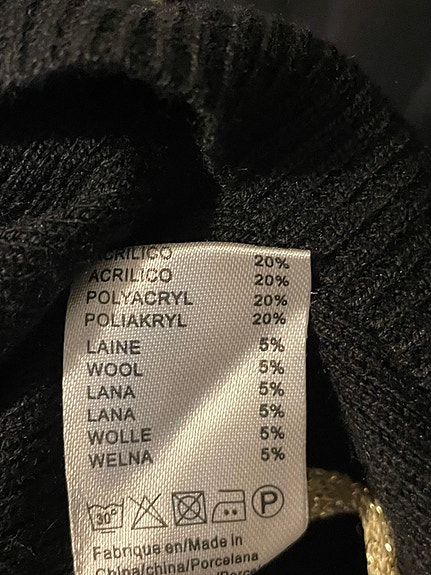 ACRILICO 20%
ACRILICO 20%
POLYACRYL 20%
POLIAKRYL 20%
LAINE 5%
WOOL 5%
LANA 5%
LANA 5%
WOLLE 5%
WELNA 5%
30° P
Fabrique en/Made in
China/china/Porcelana